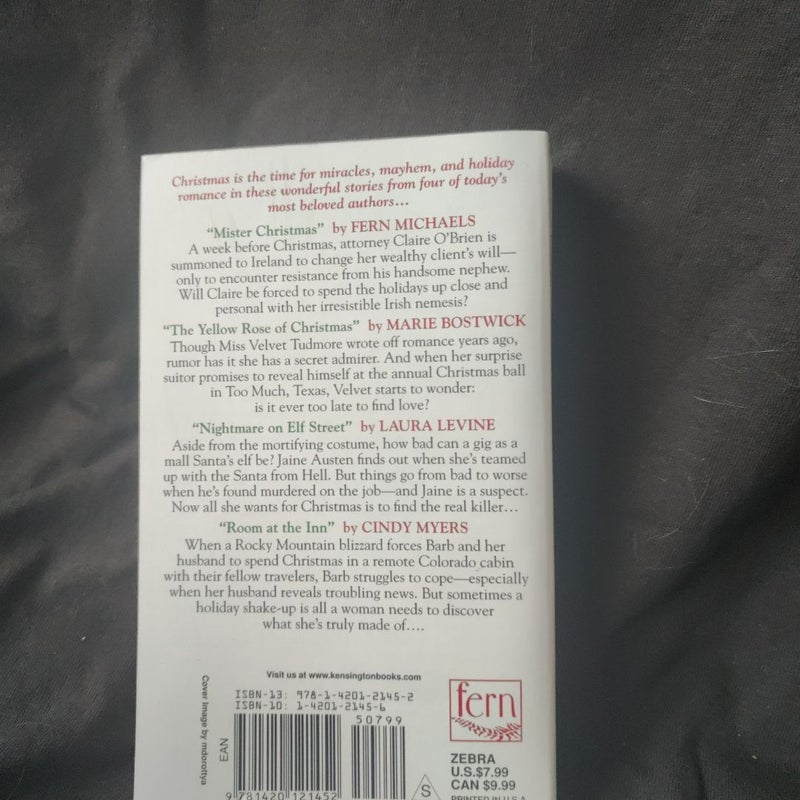 Christmas is the time for miracles, mayhem, and holiday
romance in these wonderful stories from four of today's
most beloved authors...
"Mister Christmas" by FERN MICHAELS
A week before Christmas, attorney Claire O'Brien is
summoned to Ireland to change her wealthy client's will—
only to encounter resistance from his handsome nephew.
Will Claire be forced to spend the holidays up close and
personal with her irresistible Irish nemesis?
"The Yellow Rose of Christmas" by MARIE BOSTWICK
Though Miss Velvet Tudmore wrote off romance years ago,
rumor has it she has a secret admirer. And when her surprise
suitor promises to reveal himself at the annual Christmas ball
in Too Much, Texas, Velvet starts to wonder:
is it ever too late to find love?
"Nightmare on Elf Street" by LAURA LEVINE
Aside from the mortifying costume, how bad can a gig as a
mall Santa's elf be? Jaine Austen finds out when she's teamed
up with the Santa from Hell. But things go from bad to worse
when he's found murdered on the job—and Jaine is a suspect.
Now all she wants for Christmas is to find the real killer...
"Room at the Inn" by CINDY MYERS
When a Rocky Mountain blizzard forces Barb and her
husband to spend Christmas in a remote Colorado cabin
with their fellow travelers, Barb struggles to cope—especially
when her husband reveals troubling news. But sometimes a
holiday shake-up is all a woman needs to discover
what she's truly made of....
Visit us at www.kensingtonbooks.com
Cover image by mdorottya
ISBN-13: 978-1-4201-2145-2
ISBN-10: 1-4201-2145-6
50799
EAN
9 781420 121452
S
fern
ZEBRA
U.S.$7.99
CAN $9.99
PRINTED IN U.S.A.